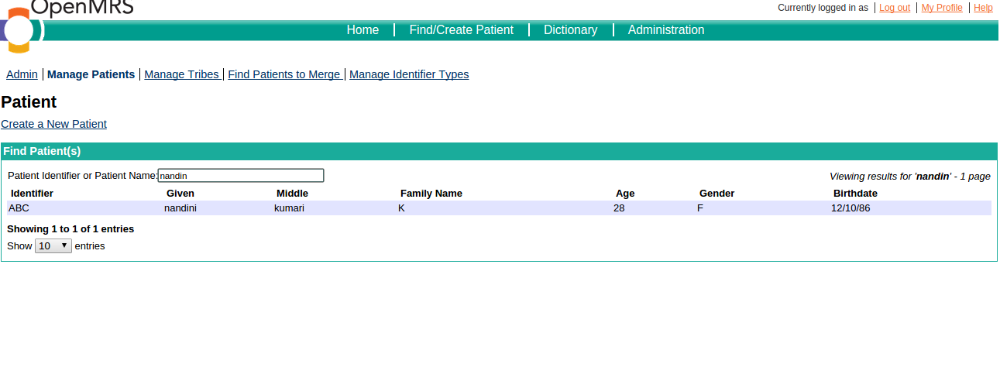 OpenMRS
Currently logged in as Log out My Profile Help
Home Find/Create Patient Dictionary Administration
Admin Manage Patients Manage Tribes Find Patients to Merge Manage Identifier Types
Patient
Create a New Patient
Find Patient(s)
Patient Identifier or Patient Name: nandin Viewing results for 'nandin' - 1 page
Identifier Given Middle Family Name Age Gender Birthdate
ABC nandini kumari K 28 F 12/10/86
Showing 1 to 1 of 1 entries
Show 10 entries